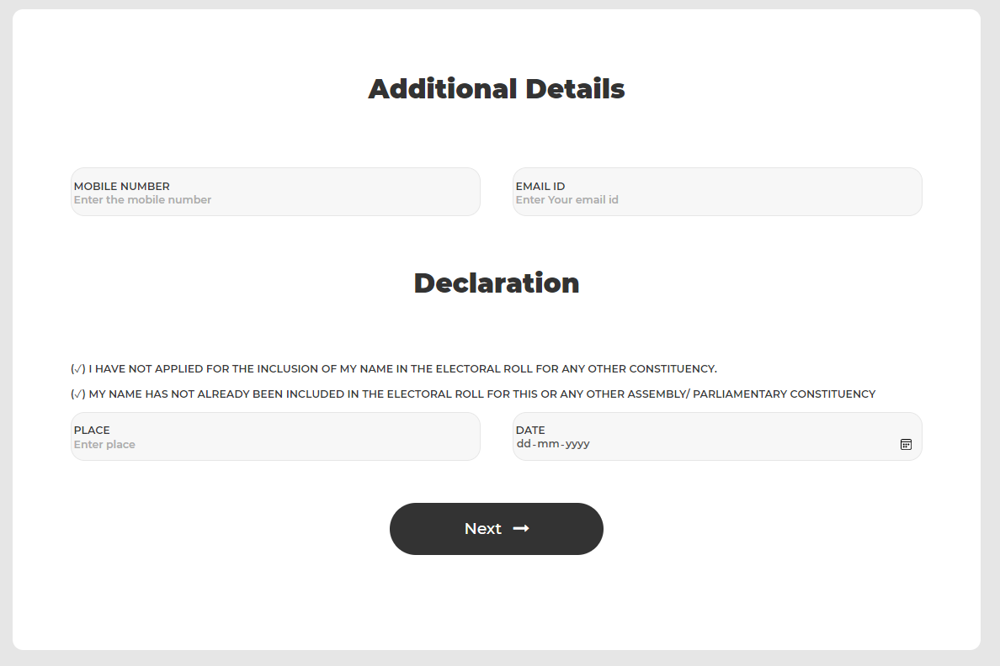 Additional Details
MOBILE NUMBER
Enter the mobile number
EMAIL ID
Enter Your email id
Declaration
(✓) I HAVE NOT APPLIED FOR THE INCLUSION OF MY NAME IN THE ELECTORAL ROLL FOR ANY OTHER CONSTITUENCY.
(✓) MY NAME HAS NOT ALREADY BEEN INCLUDED IN THE ELECTORAL ROLL FOR THIS OR ANY OTHER ASSEMBLY/ PARLIAMENTARY CONSTITUENCY
PLACE
Enter place
DATE
dd-mm-yyyy
Next →